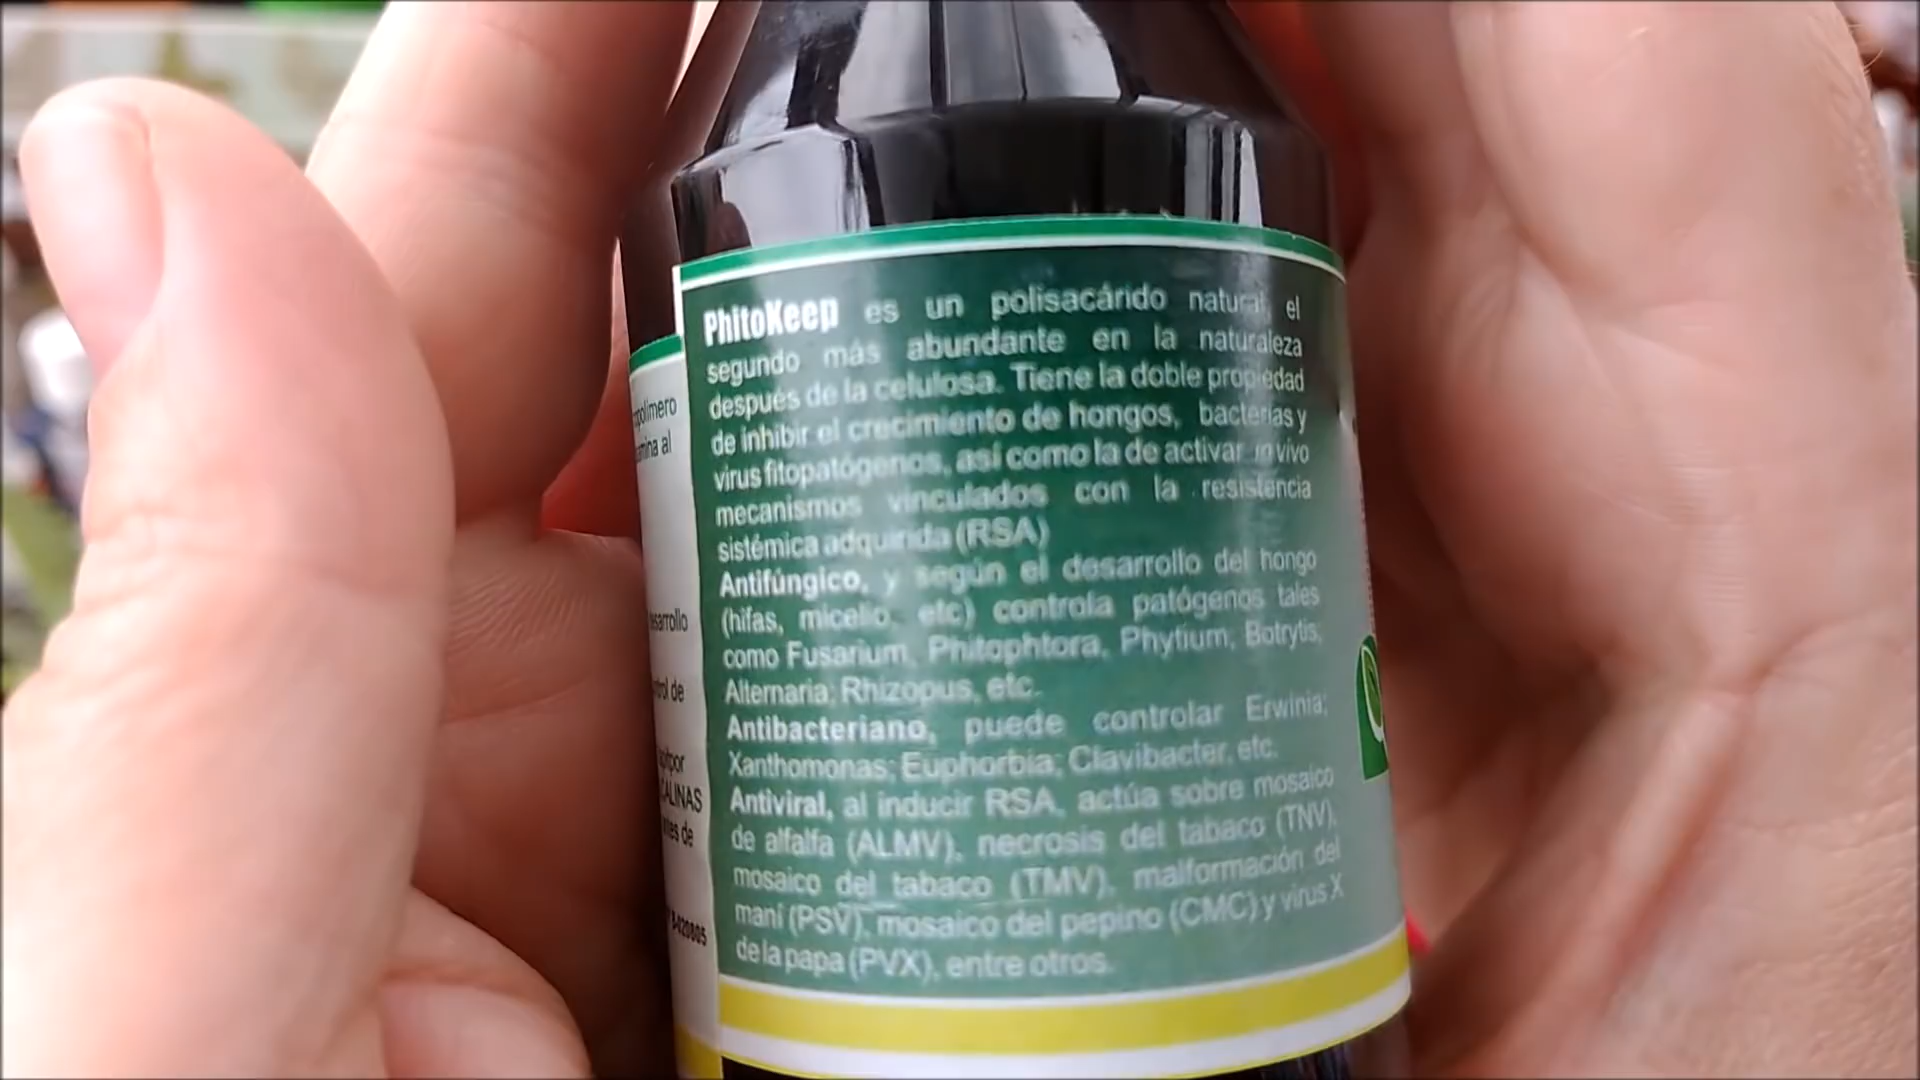 PhitoKeep es un polisacárido natural, el
segundo más abundante en la naturaleza
después de la celulosa. Tiene la doble propiedad
de inhibir el crecimiento de hongos, bacterias y
virus fitopatógenos, así como la de activar in vivo
mecanismos vinculados con la resistencia
sistémica adquirida (RSA)
Antifúngico, y según el desarrollo del hongo
(hifas, micelio, etc) controla patógenos tales
como Fusarium, Phitophtora, Phytium, Botrytis,
Alternaria; Rhizopus, etc.
Antibacteriano, puede controlar Erwinia;
Xanthomonas; Euphorbia; Clavibacter, etc.
Antiviral, al inducir RSA, actúa sobre mosaico
de alfalfa (ALMV), necrosis del tabaco (TNV),
mosaico del tabaco (TMV), malformación del
maní (PSV), mosaico del pepino (CMC) y virus X
de la papa (PVX), entre otros.